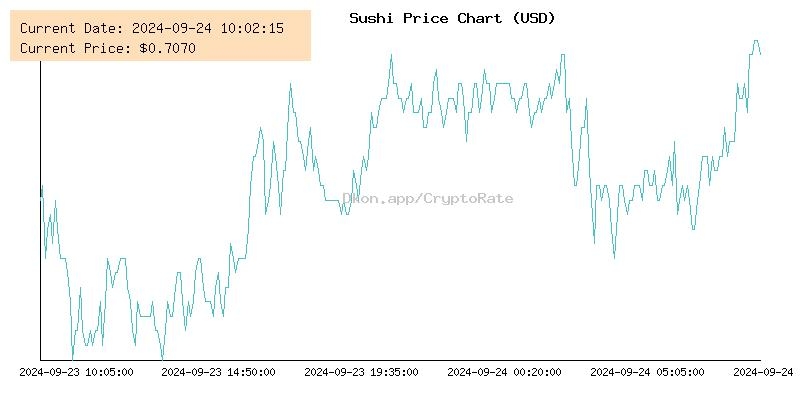 Sushi Price Chart (USD)
Current Date: 2024-09-24 10:02:15
Current Price: $0.7070
Dkon.app/CryptoRate
2024-09-23 10:05:00 2024-09-23 14:50:00 2024-09-23 19:35:00 2024-09-24 00:20:00 2024-09-24 05:05:00 2024-09-24